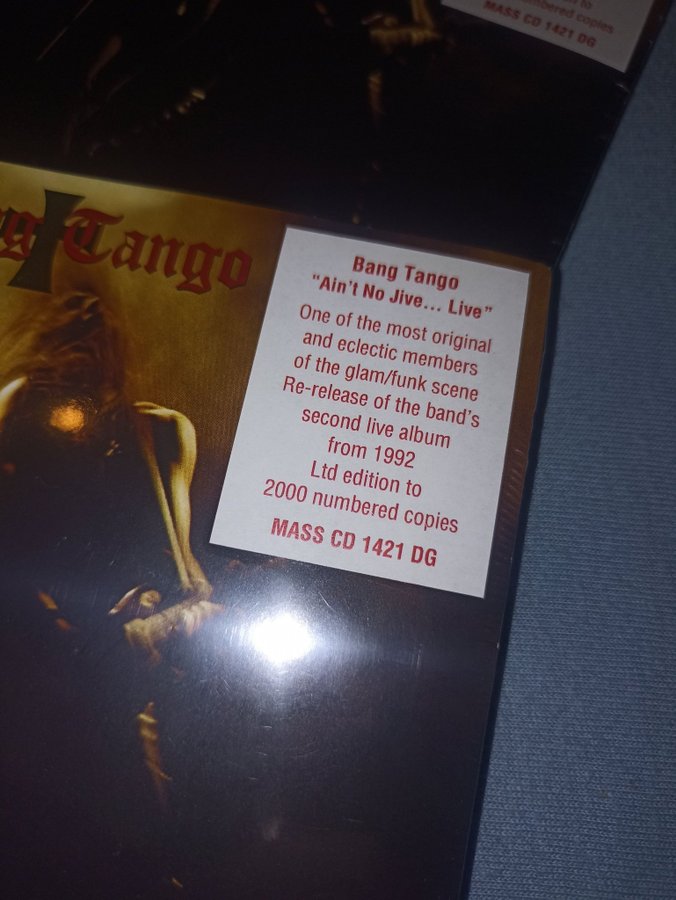 numbered copies
MASS CD 1421 DG
Tango
Bang Tango
“Ain't No Jive... Live”
One of the most original
and eclectic members
of the glam/funk scene
Re-release of the band's
second live album
from 1992
Ltd edition to
2000 numbered copies
MASS CD 1421 DG